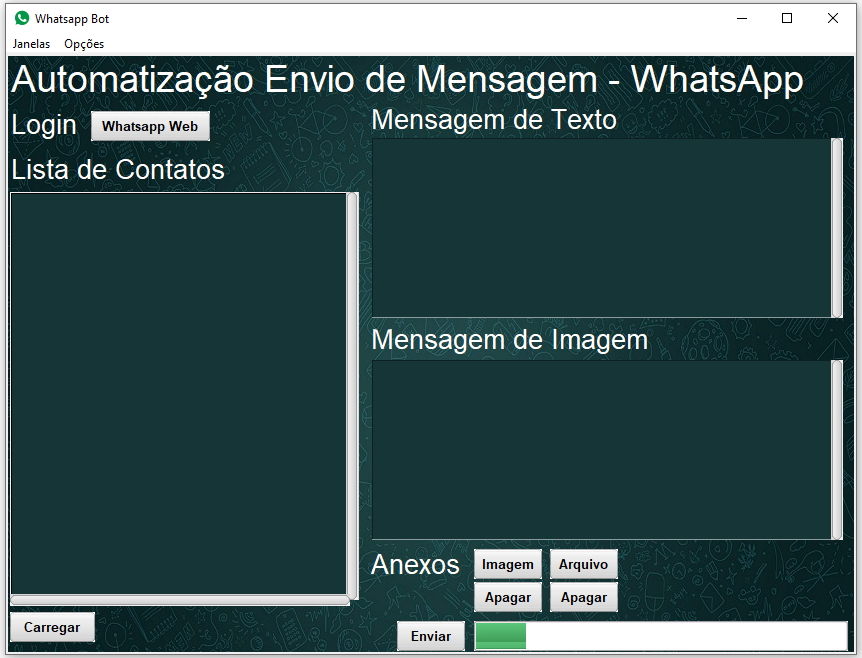 Whatsapp Bot
Janelas Opções
Automatização Envio de Mensagem - WhatsApp
Login Whatsapp Web
Lista de Contatos
Carregar
Mensagem de Texto
Mensagem de Imagem
Anexos Imagem Arquivo
Apagar Apagar
Enviar